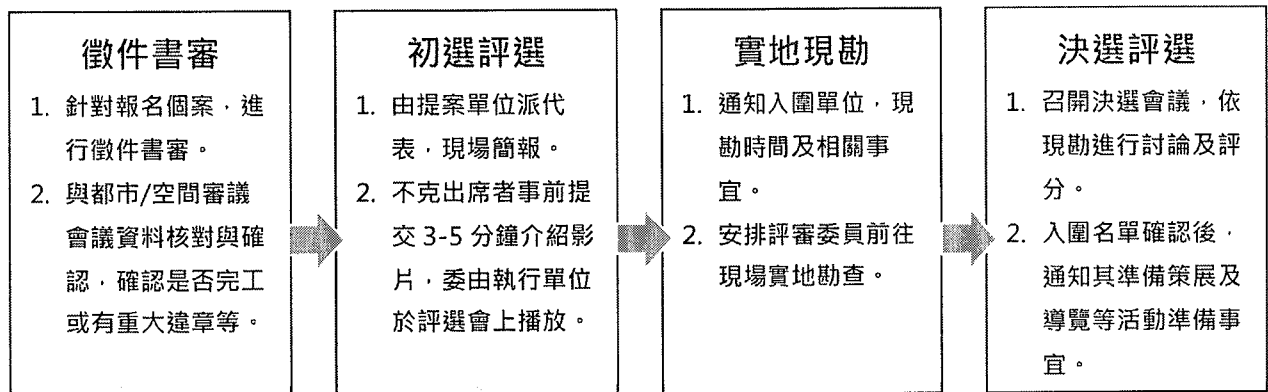 徵件書審
1. 針對報名個案，進
行徵件書審。
2. 與都市/空間審議
會議資料核對與確
認，確認是否完工
或有重大違章等。
初選評選
1. 由提案單位派代
表，現場簡報。
2. 不克出席者事前提
交 3-5 分鐘介紹影
片，委由執行單位
於評選會上播放。
實地現勘
1. 通知入圍單位，現
勘時間及相關事
宜。
2. 安排評審委員前往
現場實地勘查。
決選評選
1. 召開決選會議，依
現勘進行討論及評
分。
2. 入圍名單確認後，
通知其準備策展及
導覽等活動準備事
宜。